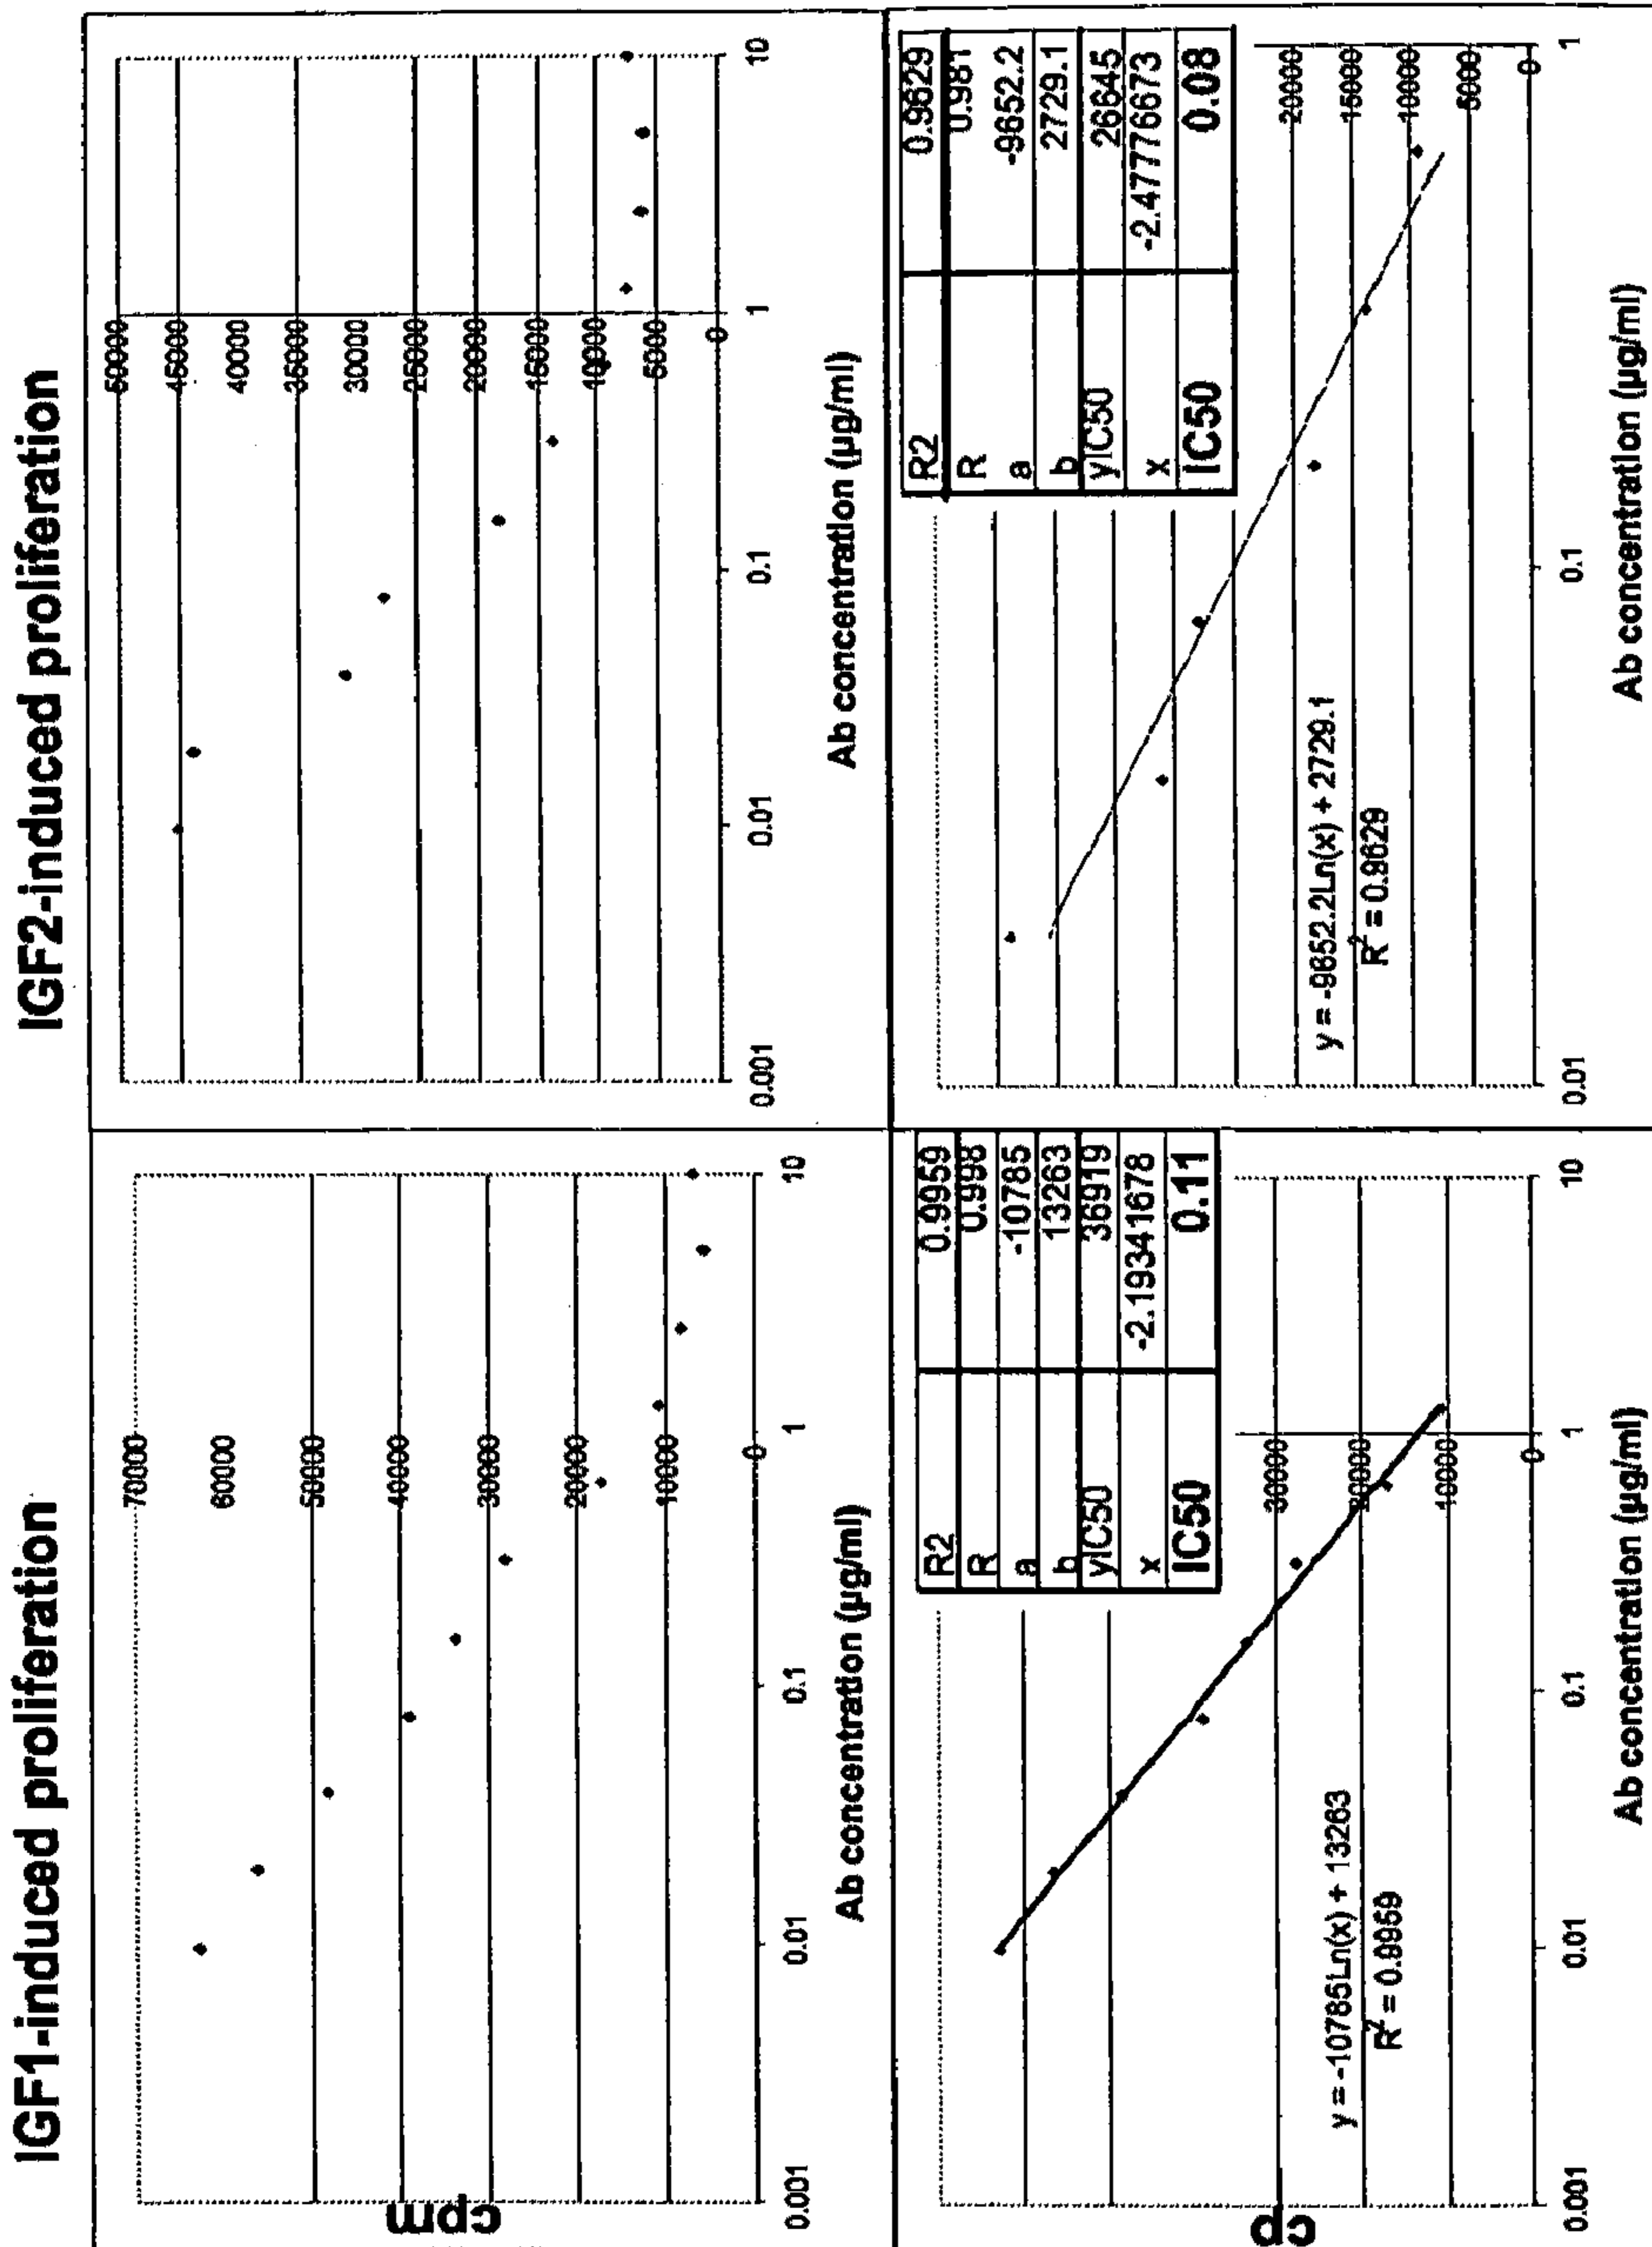 IGF1-induced proliferation
cpm
70000
60000
50000
40000
30000
20000
10000
0
0.001
0.01
0.1
1
10
Ab concentration (µg/ml)
IGF2-induced proliferation
50000
45000
40000
35000
30000
25000
20000
15000
10000
5000
0
0.001
0.01
0.1
1
10
Ab concentration (µg/ml)
cp
R2 0.9959
R 0.998
a -10785
b 13263
yIC50 36919
x -2.19341678
IC50 0.11
30000
20000
10000
0
y = -10785Ln(x) + 13263
R² = 0.9959
0.001
0.01
0.1
1
10
Ab concentration (µg/ml)
R2 0.9629
R 0.981
a -9652.2
b 2729.1
yIC50 26645
x -2.47776673
IC50 0.08
20000
15000
10000
5000
0
y = -9652.2Ln(x) + 2729.1
R² = 0.9629
0.01
0.1
1
Ab concentration (µg/ml)